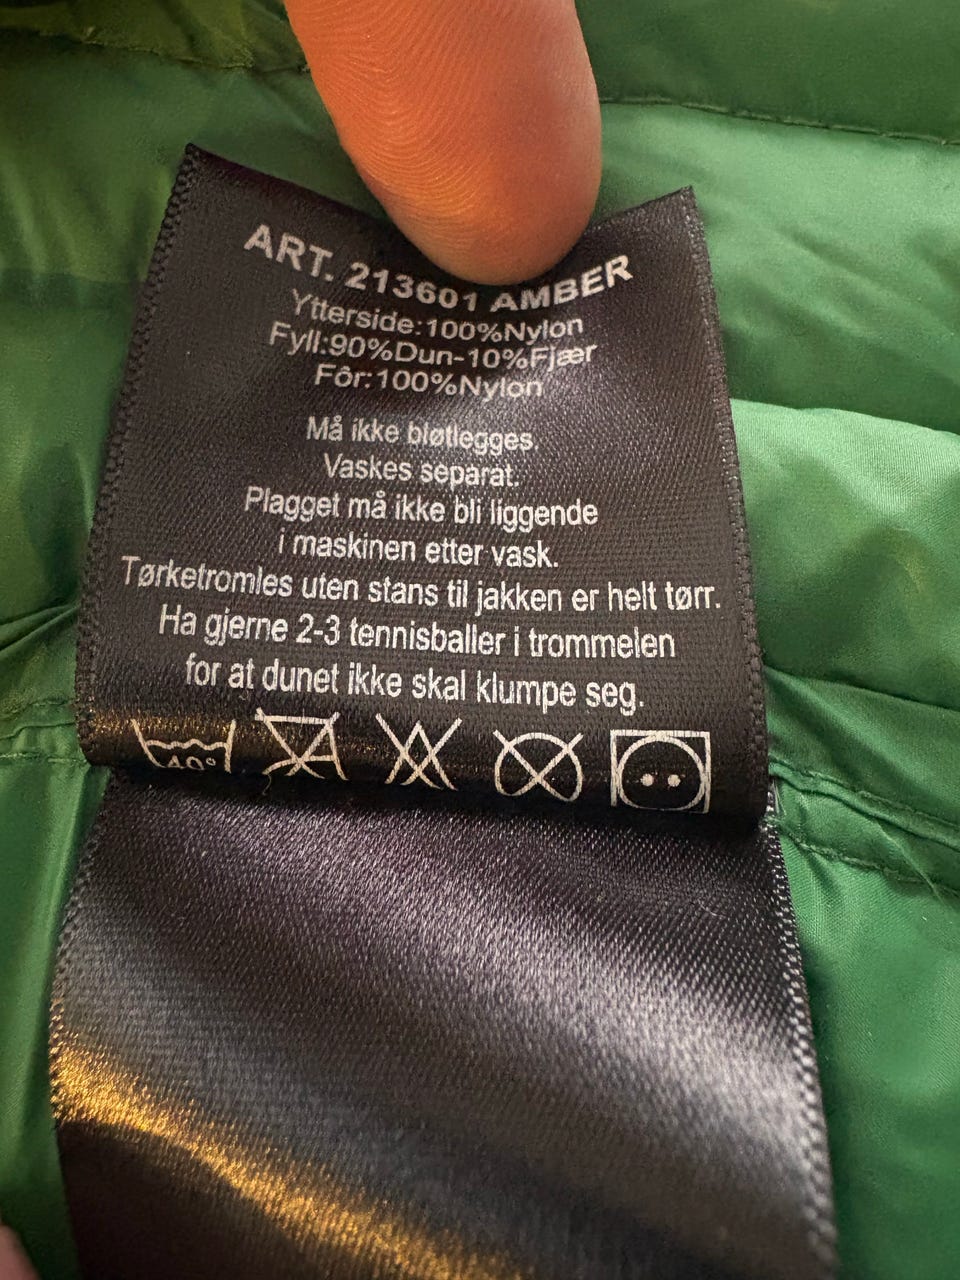 ART. 213601 AMBER
Ytterside:100%Nylon
Fyll:90%Dun-10%Fjær
Fôr:100%Nylon
Må ikke bløtlegges.
Vaskes separat.
Plagget må ikke bli liggende
i maskinen etter vask.
Tørketromles uten stans til jakken er helt tørr.
Ha gjerne 2-3 tennisballer i trommelen
for at dunet ikke skal klumpe seg.
40°